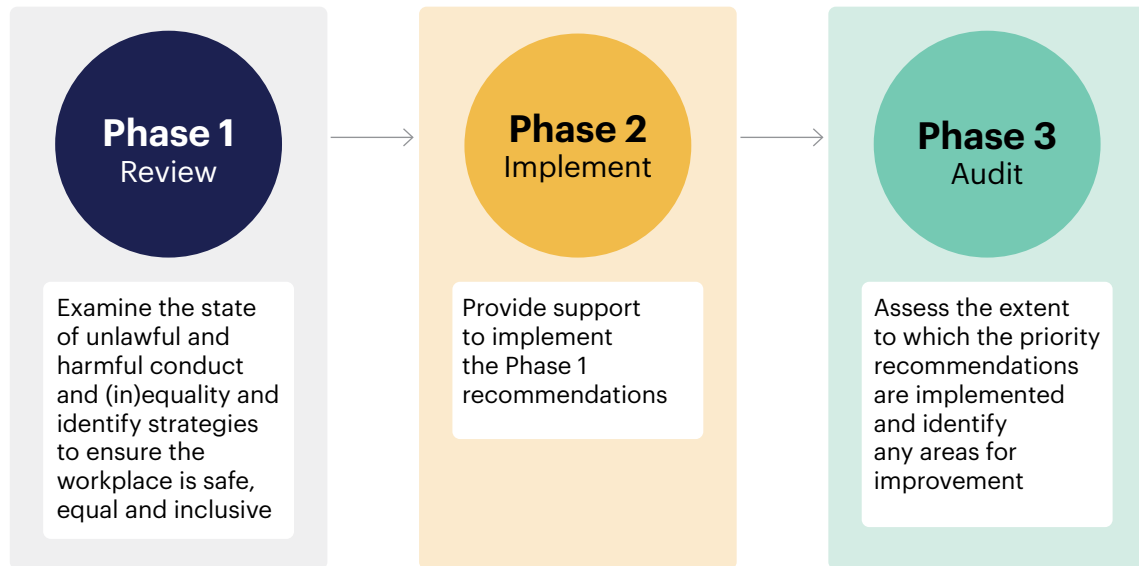 Phase 1
Review
Examine the state
of unlawful and
harmful conduct
and (in)equality and
identify strategies
to ensure the
workplace is safe,
equal and inclusive
Phase 2
Implement
Provide support
to implement
the Phase 1
recommendations
Phase 3
Audit
Assess the extent
to which the priority
recommendations
are implemented
and identify
any areas for
improvement